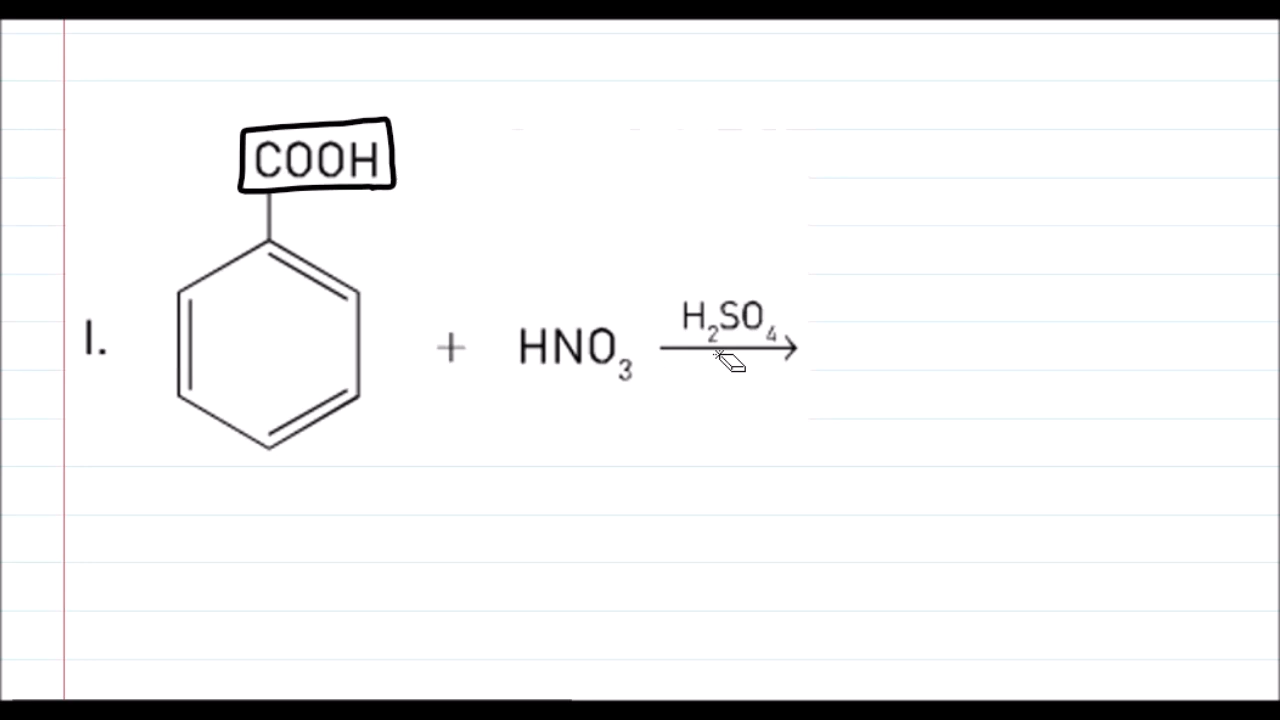 COOH
I. + HNO₃ H₂SO₄ →